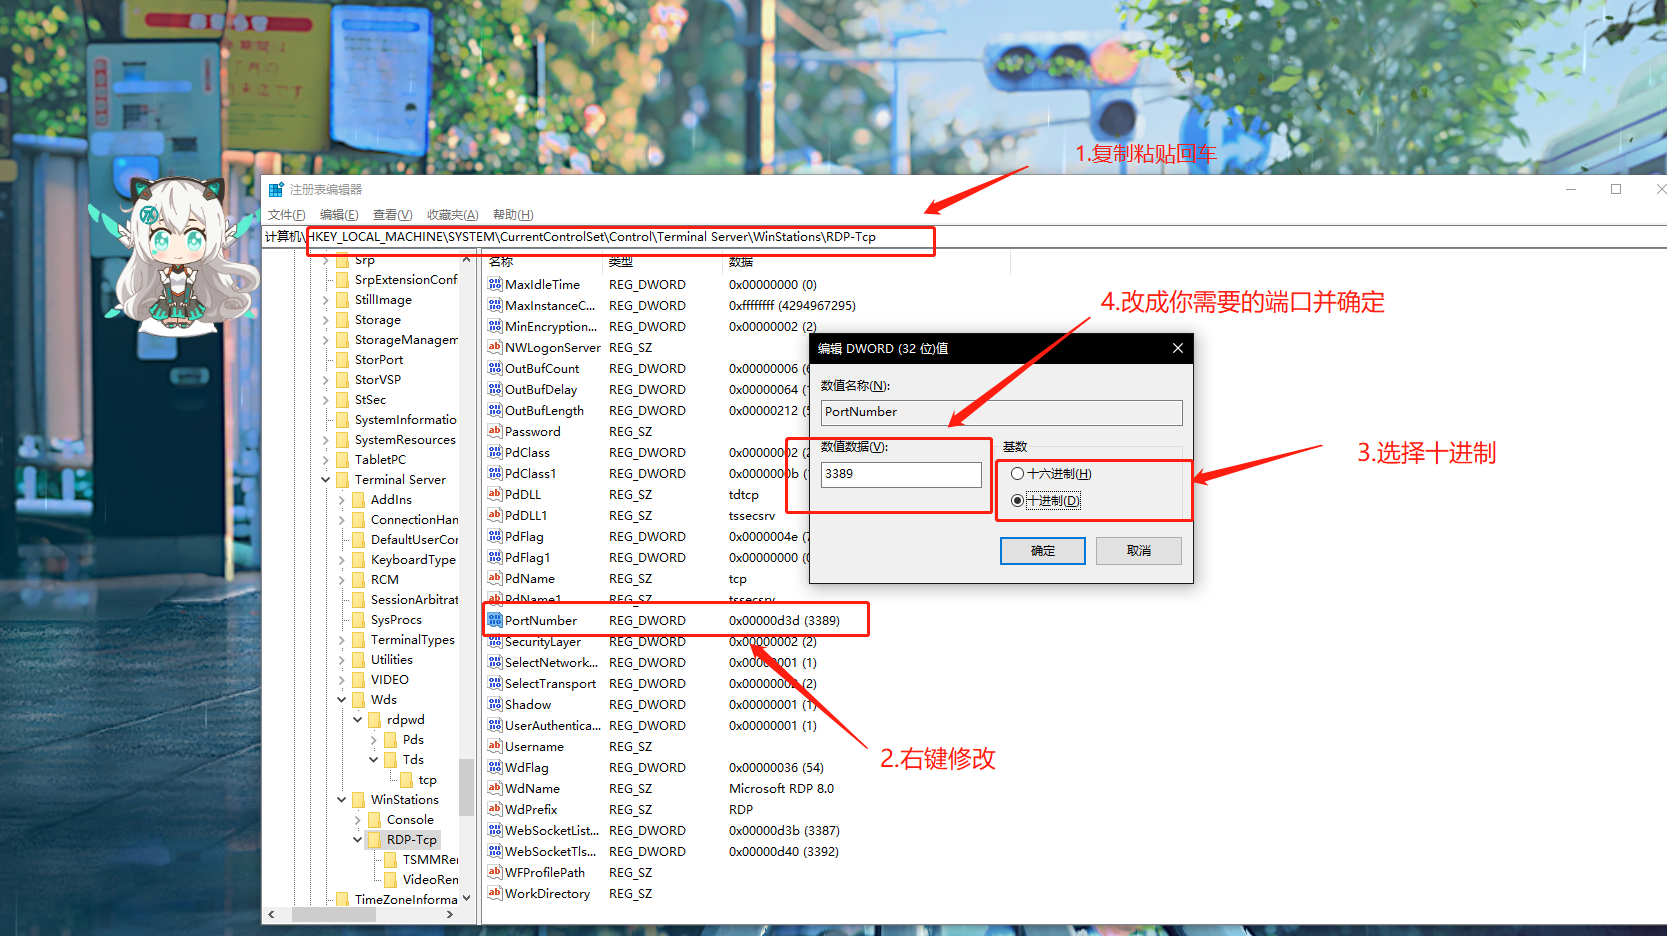 1.复制粘贴回车
注册表编辑器
文件(F) 编辑(E) 查看(V) 收藏夹(A) 帮助(H)
计算机\HKEY_LOCAL_MACHINE\SYSTEM\CurrentControlSet\Control\Terminal Server\WinStations\RDP-Tcp
Srp
SrpExtensionConf
StillImage
Storage
StorageManagem
StorPort
StorVSP
StSec
SystemInformatio
SystemResources
TabletPC
Terminal Server
AddIns
ConnectionHan
DefaultUserCor
KeyboardType
RCM
SessionArbitrat
SysProcs
TerminalTypes
Utilities
VIDEO
Wds
rdpwd
Pds
Tds
tcp
WinStations
Console
RDP-Tcp
TSMMRer
VideoRem
TimeZoneInforma
名称 类型 数据
MaxIdleTime REG_DWORD 0x00000000 (0)
MaxInstanceC... REG_DWORD 0xffffffff (4294967295)
MinEncryption... REG_DWORD 0x00000002 (2)
NWLogonServer REG_SZ
OutBufCount REG_DWORD 0x00000006 (6
OutBufDelay REG_DWORD 0x00000064 (1
OutBufLength REG_DWORD 0x00000212 (5
Password REG_SZ
PdClass REG_DWORD 0x00000002 (2
PdClass1 REG_DWORD 0x0000000b (1
PdDLL REG_SZ tdtcp
PdDLL1 REG_SZ tssecsrv
PdFlag REG_DWORD 0x0000004e (7
PdFlag1 REG_DWORD 0x00000000 (0
PdName REG_SZ tcp
PdName1 REG_SZ tssecsrv
PortNumber REG_DWORD 0x00000d3d (3389)
SecurityLayer REG_DWORD 0x00000002 (2)
SelectNetwork... REG_DWORD 0x00000001 (1)
SelectTransport REG_DWORD 0x00000002 (2)
Shadow REG_DWORD 0x00000001 (1)
UserAuthentica... REG_DWORD 0x00000001 (1)
Username REG_SZ
WdFlag REG_DWORD 0x00000036 (54)
WdName REG_SZ Microsoft RDP 8.0
WdPrefix REG_SZ RDP
WebSocketList... REG_DWORD 0x00000d3b (3387)
WebSocketTls... REG_DWORD 0x00000d40 (3392)
WFProfilePath REG_SZ
WorkDirectory REG_SZ
4.改成你需要的端口并确定
编辑 DWORD (32 位)值
数值名称(N):
PortNumber
数值数据(V):
3389
基数
十六进制(H)
十进制(D)
确定 取消
3.选择十进制
2.右键修改